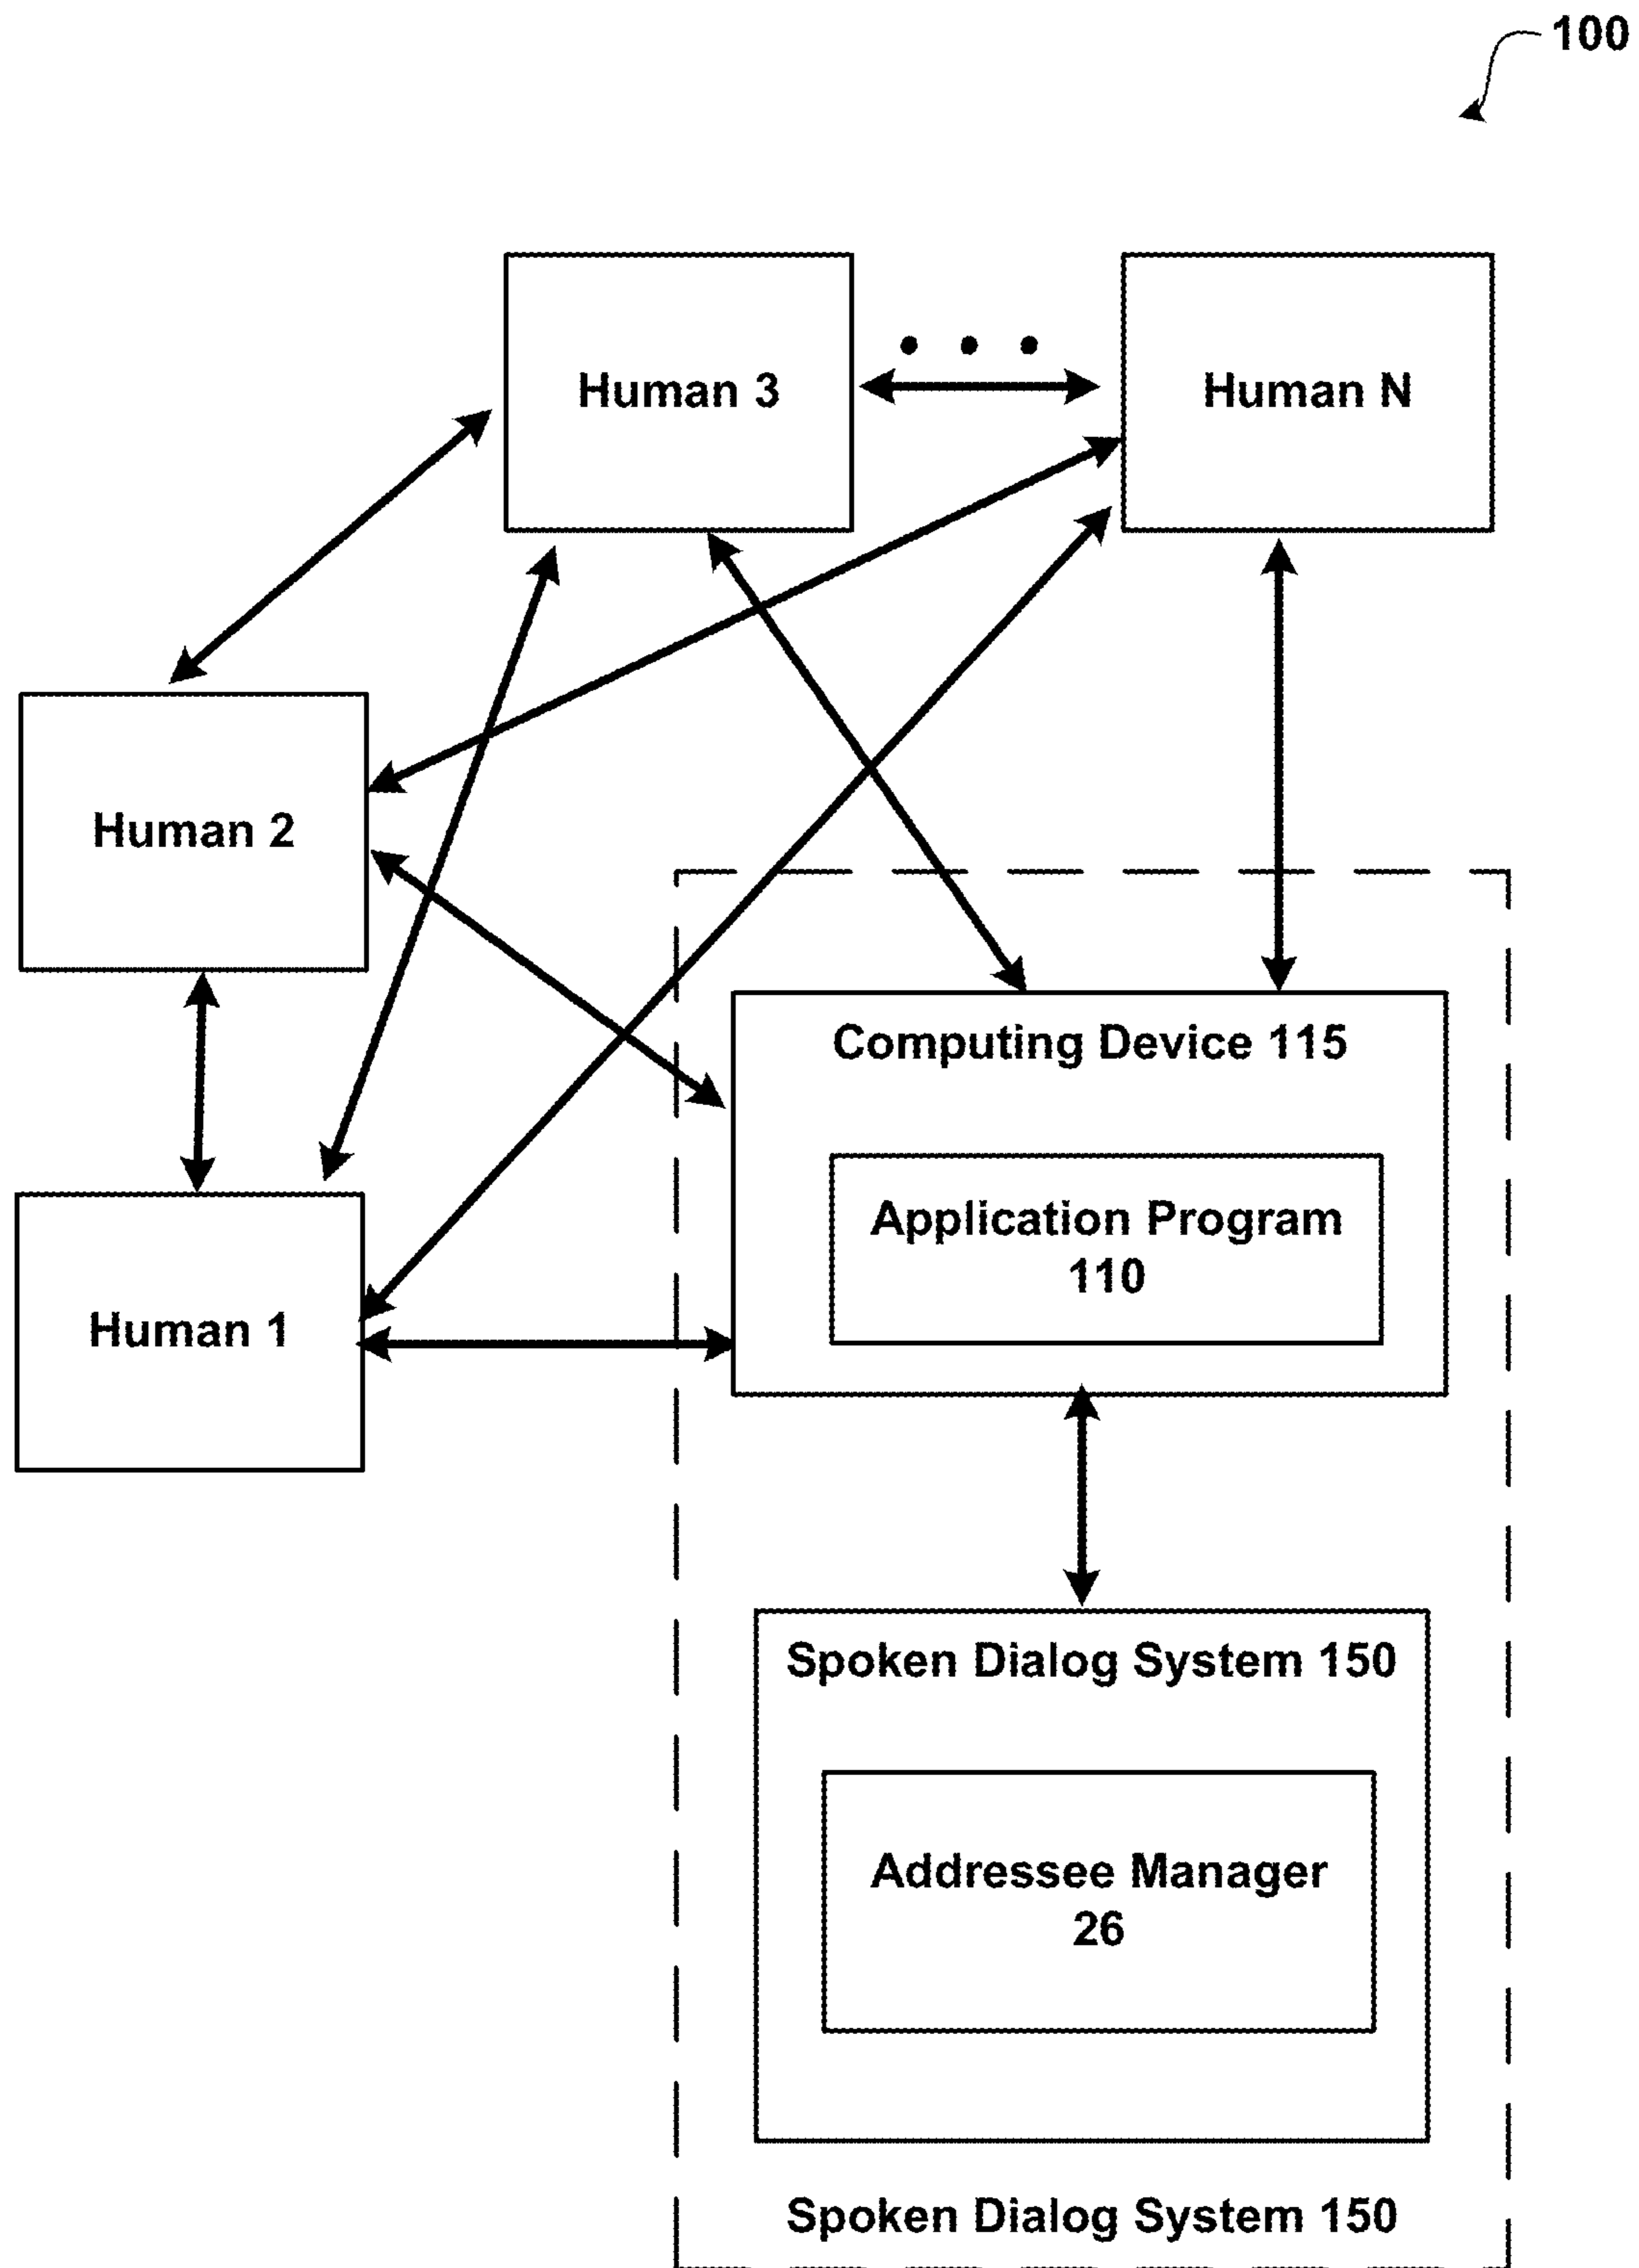 100
Human 3
• • •
Human N
Human 2
Computing Device 115
Application Program
110
Human 1
Spoken Dialog System 150
Addressee Manager
26
Spoken Dialog System 150